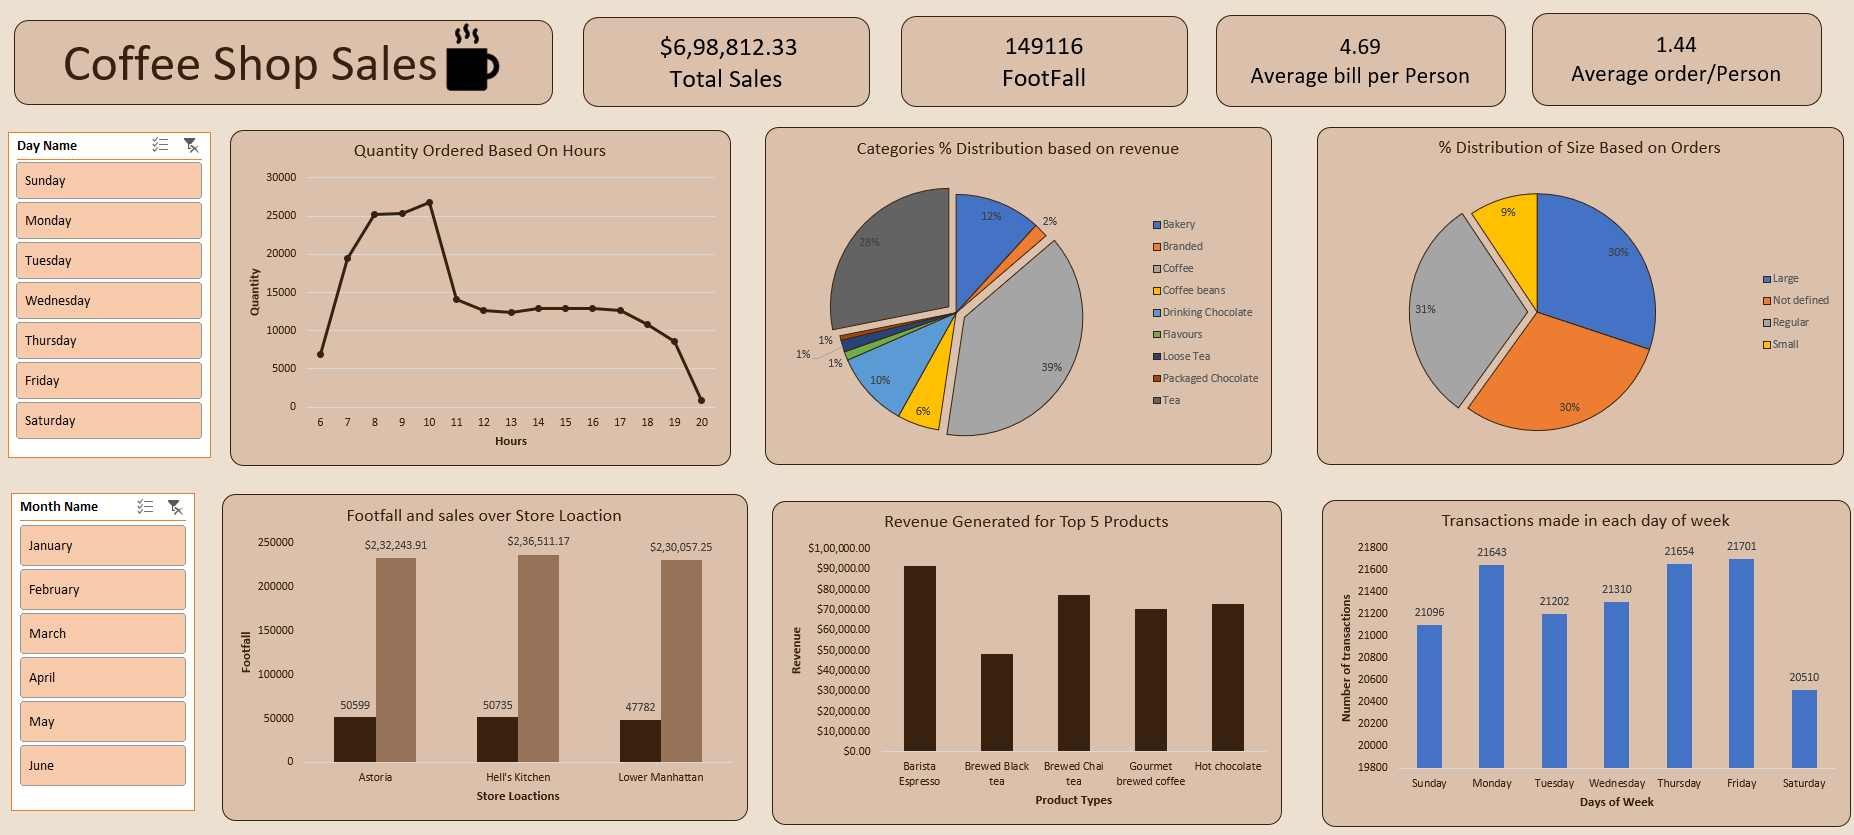 Coffee Shop Sales
$6,98,812.33
Total Sales
149116
FootFall
4.69
Average bill per Person
1.44
Average order/Person
Day Name
Sunday
Monday
Tuesday
Wednesday
Thursday
Friday
Saturday
Quantity Ordered Based On Hours
30000
25000
20000
15000
10000
5000
0
Quantity
6 7 8 9 10 11 12 13 14 15 16 17 18 19 20
Hours
Categories % Distribution based on revenue
12%
2%
39%
6%
10%
1%
1%
1%
28%
Bakery
Branded
Coffee
Coffee beans
Drinking Chocolate
Flavours
Loose Tea
Packaged Chocolate
Tea
% Distribution of Size Based on Orders
30%
30%
31%
9%
Large
Not defined
Regular
Small
Month Name
January
February
March
April
May
June
Footfall and sales over Store Loaction
250000
200000
150000
100000
50000
0
Footfall
$2,32,243.91
$2,36,511.17
$2,30,057.25
50599
50735
47782
Astoria
Hell's Kitchen
Lower Manhattan
Store Loactions
Revenue Generated for Top 5 Products
$1,00,000.00
$90,000.00
$80,000.00
$70,000.00
$60,000.00
$50,000.00
$40,000.00
$30,000.00
$20,000.00
$10,000.00
$0.00
Revenue
Barista
Espresso
Brewed Black
tea
Brewed Chai
tea
Gourmet
brewed coffee
Hot chocolate
Product Types
Transactions made in each day of week
21800
21600
21400
21200
21000
20800
20600
20400
20200
20000
19800
Number of transactions
21096
21643
21202
21310
21654
21701
20510
Sunday
Monday
Tuesday
Wednesday
Thursday
Friday
Saturday
Days of Week